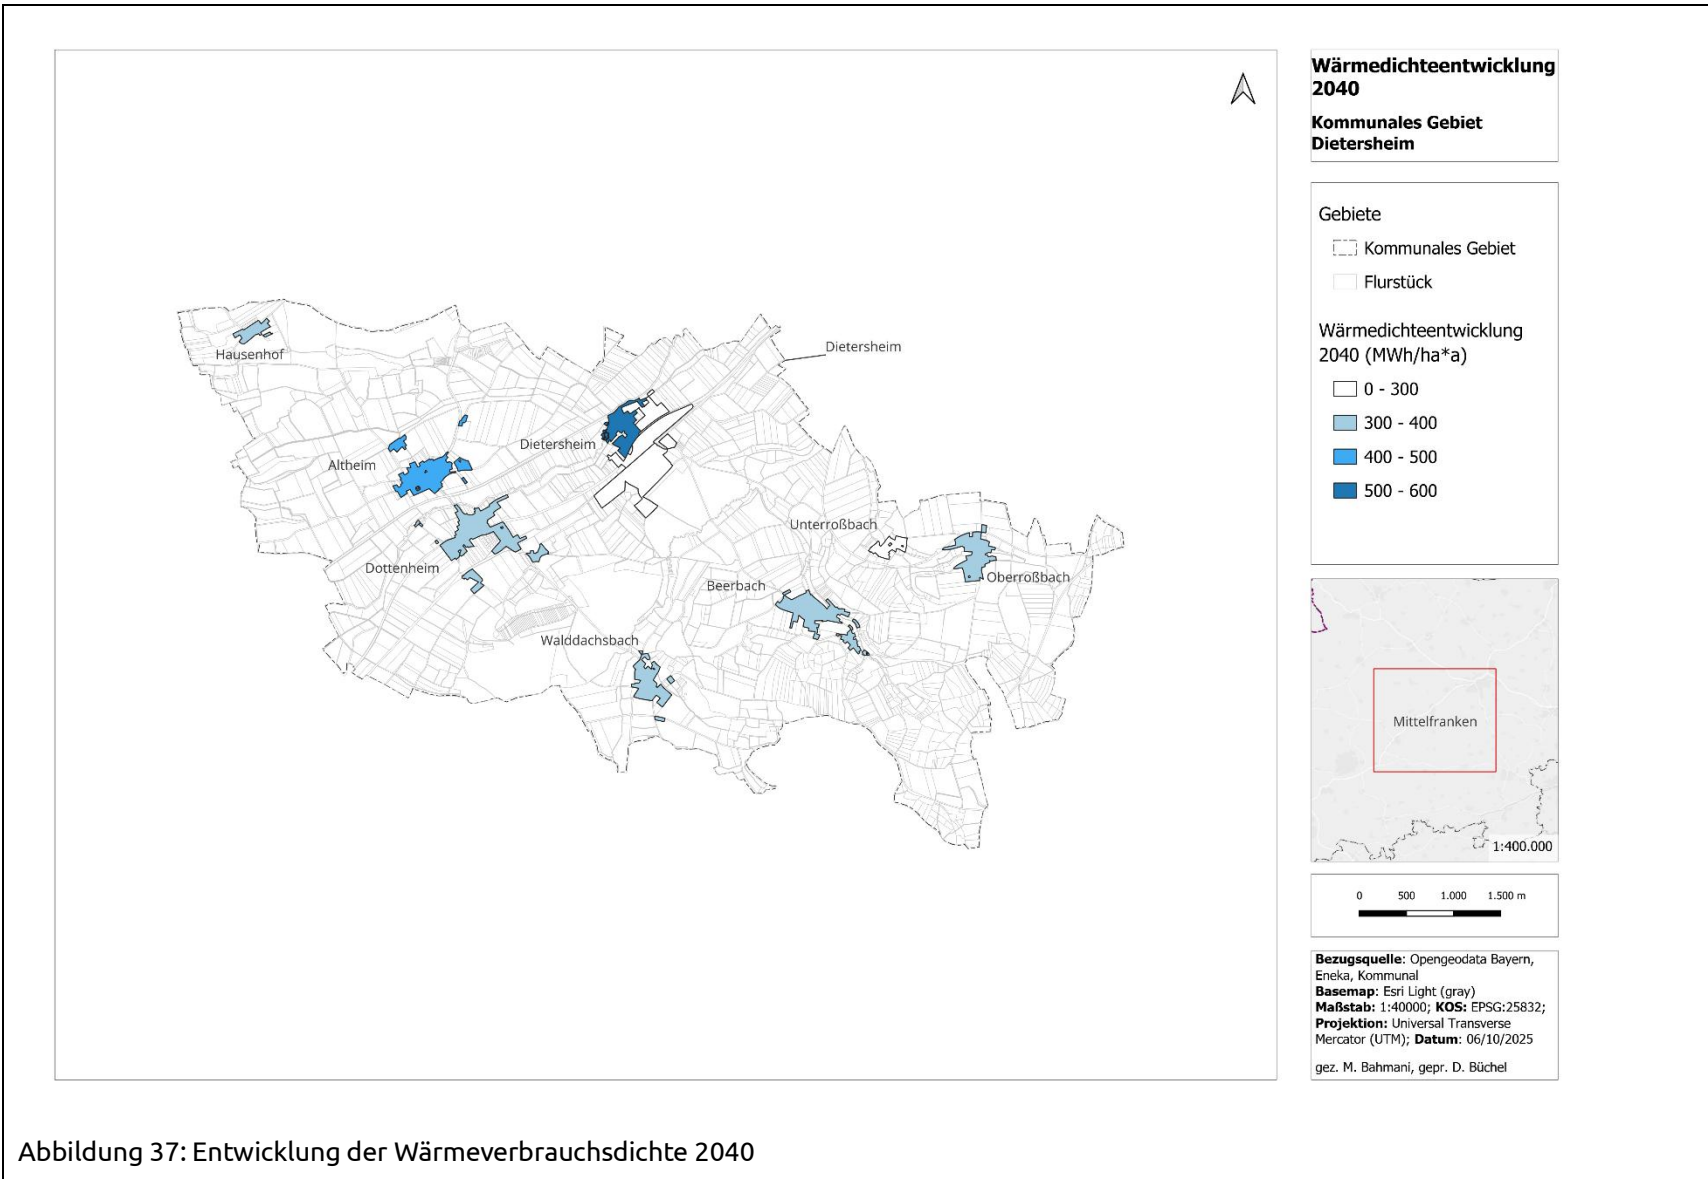 Wärmedichteentwicklung
2040
Kommunales Gebiet
Dietersheim
Gebiete
Kommunales Gebiet
Flurstück
Wärmedichteentwicklung
2040 (MWh/ha*a)
0 - 300
300 - 400
400 - 500
500 - 600
Hausenhof
Dietersheim
Dietersheim
Altheim
Unterroßbach
Dottenheim
Oberroßbach
Beerbach
Walddachsbach
Mittelfranken
1:400.000
0 500 1.000 1.500 m
Bezugsquelle: Opengeodata Bayern,
Eneka, Kommunal
Basemap: Esri Light (gray)
Maßstab: 1:40000; KOS: EPSG:25832;
Projektion: Universal Transverse
Mercator (UTM); Datum: 06/10/2025
gez. M. Bahmani, gepr. D. Büchel
Abbildung 37: Entwicklung der Wärmeverbrauchsdichte 2040